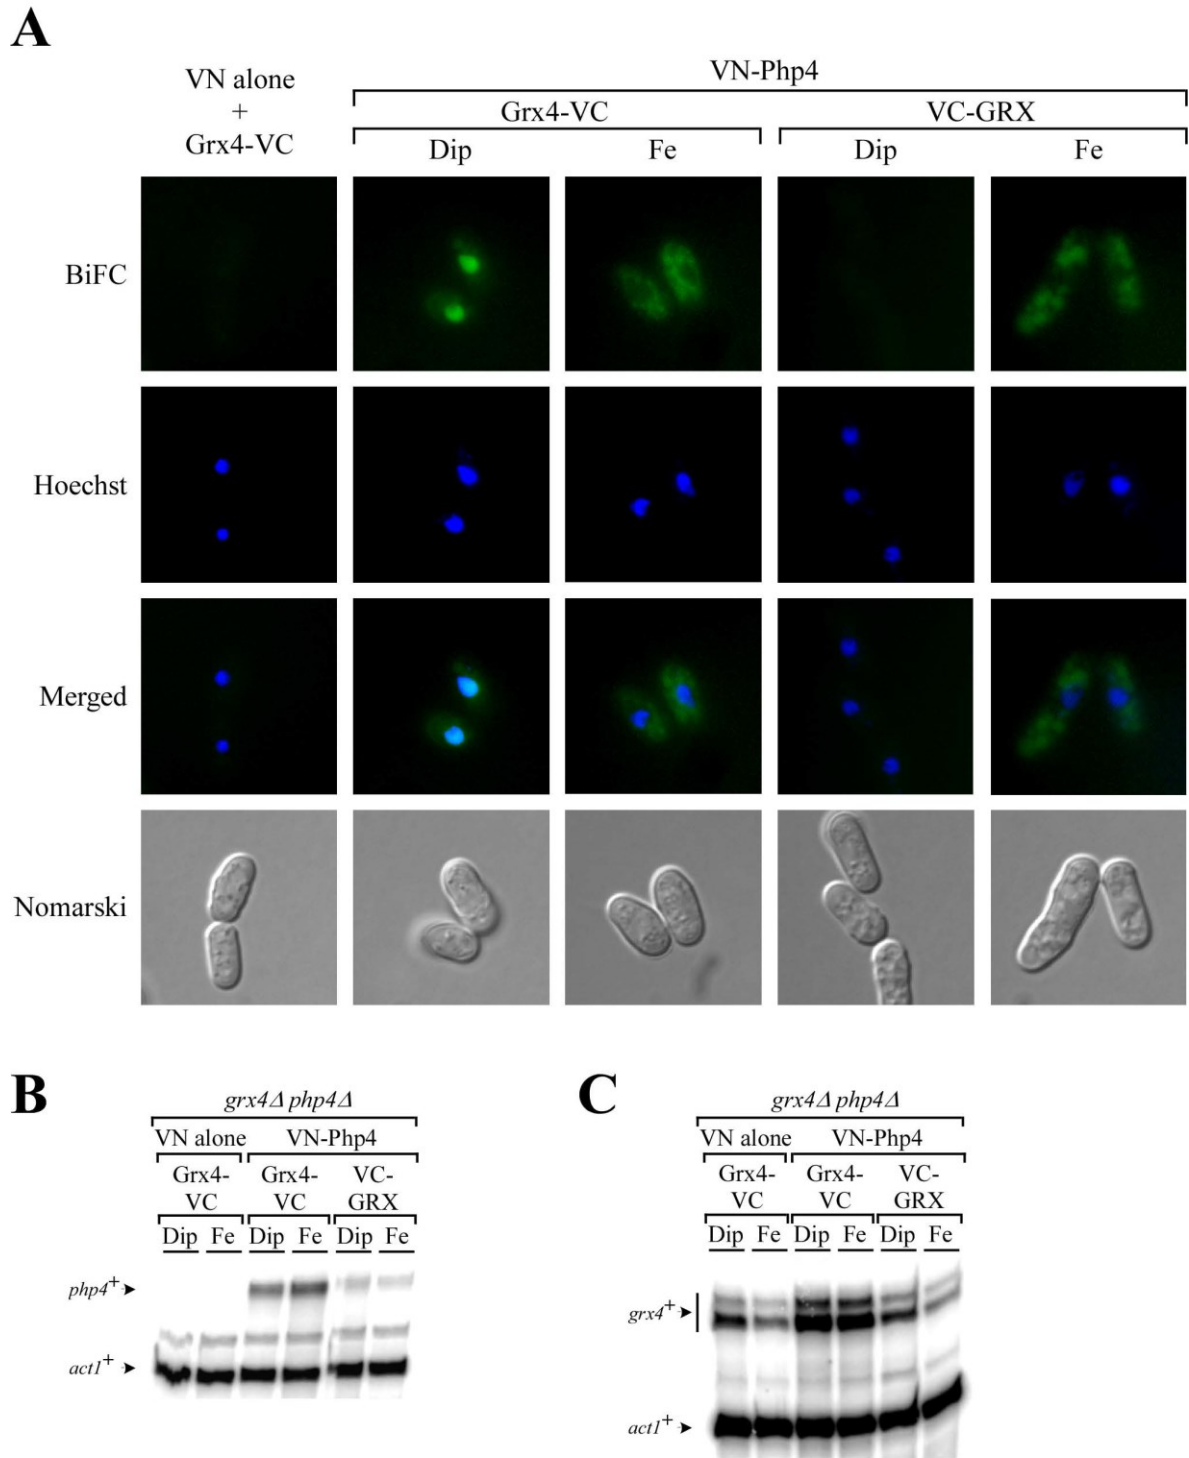 A
VN alone
+
Grx4-VC
VN-Php4
Grx4-VC
VC-GRX
Dip
Fe
Dip
Fe
BiFC
Hoechst
Merged
Nomarski
B
grx4Δ php4Δ
VN alone
VN-Php4
Grx4-
VC
Grx4-
VC
VC-
GRX
Dip Fe Dip Fe Dip Fe
php4+
act1+
C
grx4Δ php4Δ
VN alone
VN-Php4
Grx4-
VC
Grx4-
VC
VC-
GRX
Dip Fe Dip Fe Dip Fe
grx4+
act1+